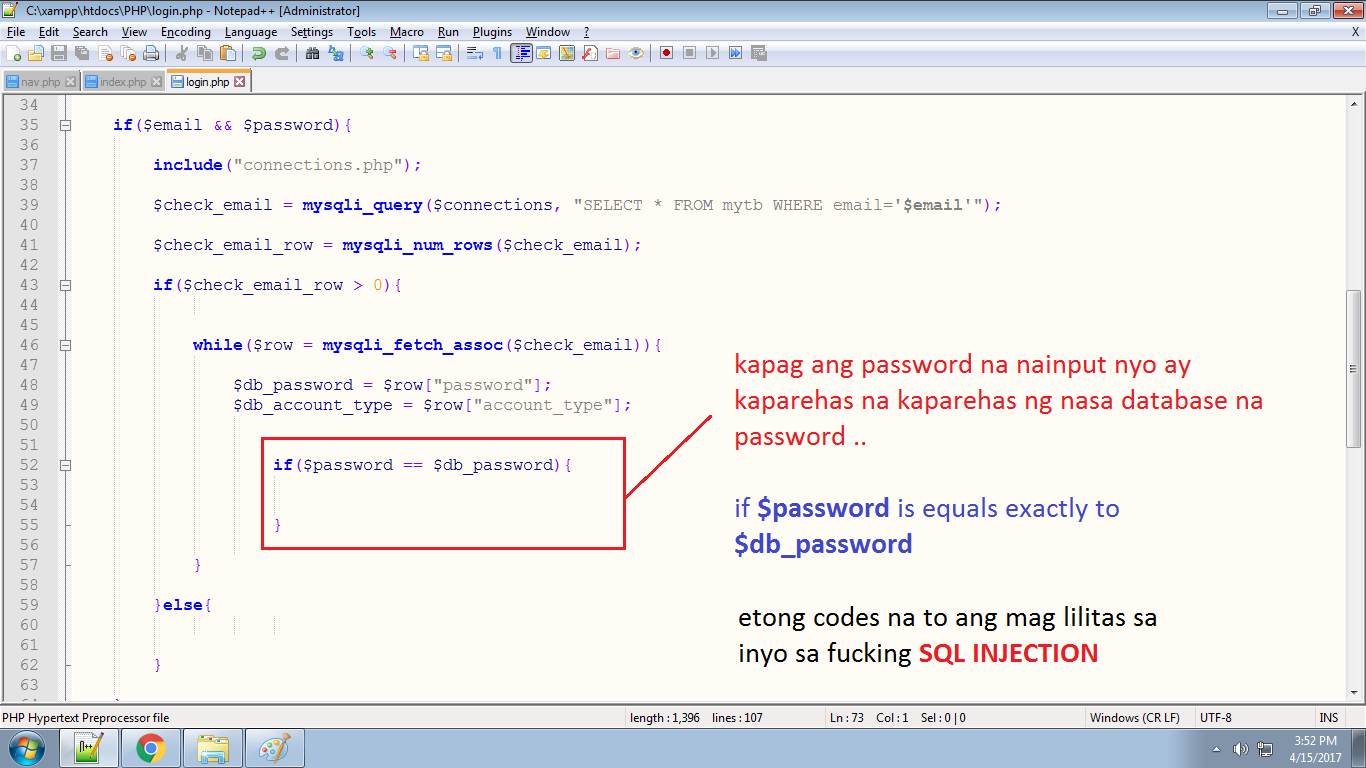 C:\xampp\htdocs\PHP\login.php - Notepad++ [Administrator]
File Edit Search View Encoding Language Settings Tools Macro Run Plugins Window ? X
nav.php index.php login.php
34
35 if($email && $password){
36
37 include("connections.php");
38
39 $check_email = mysqli_query($connections, "SELECT * FROM mytb WHERE email='$email'");
40
41 $check_email_row = mysqli_num_rows($check_email);
42
43 if($check_email_row > 0){
44
45
46 while($row = mysqli_fetch_assoc($check_email)){
47
48 $db_password = $row["password"];
49 $db_account_type = $row["account_type"];
50
51
52 if($password == $db_password){
53
54
55 }
56
57 }
58
59 }else{
60
61
62 }
63
kapag ang password na nainput nyo ay
kaparehas na kaparehas ng nasa database na
password ..
if $password is equals exactly to
$db_password
etong codes na to ang mag lilitas sa
inyo sa fucking SQL INJECTION
PHP Hypertext Preprocessor file length : 1,396 lines : 107 Ln : 73 Col : 1 Sel : 0 | 0 Windows (CR LF) UTF-8 INS
3:52 PM
4/15/2017